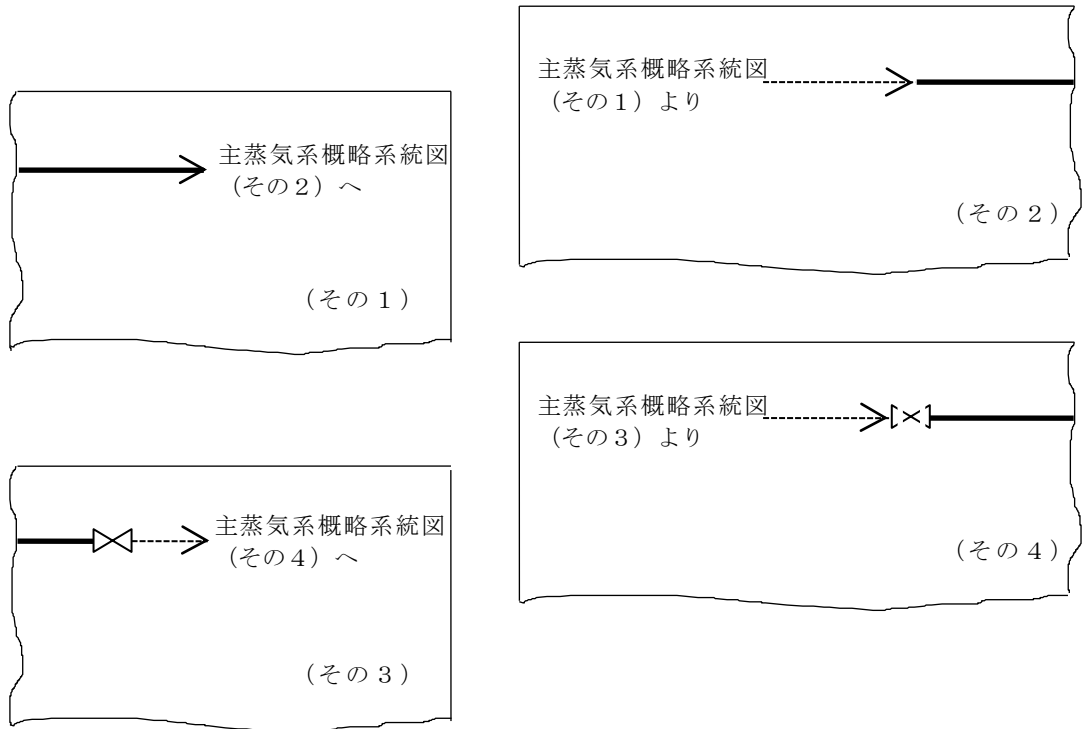 主蒸気系概略系統図
（その１）より
（その２）
主蒸気系概略系統図
（その２）へ
（その１）
主蒸気系概略系統図
（その３）より
（その４）
主蒸気系概略系統図
（その４）へ
（その３）